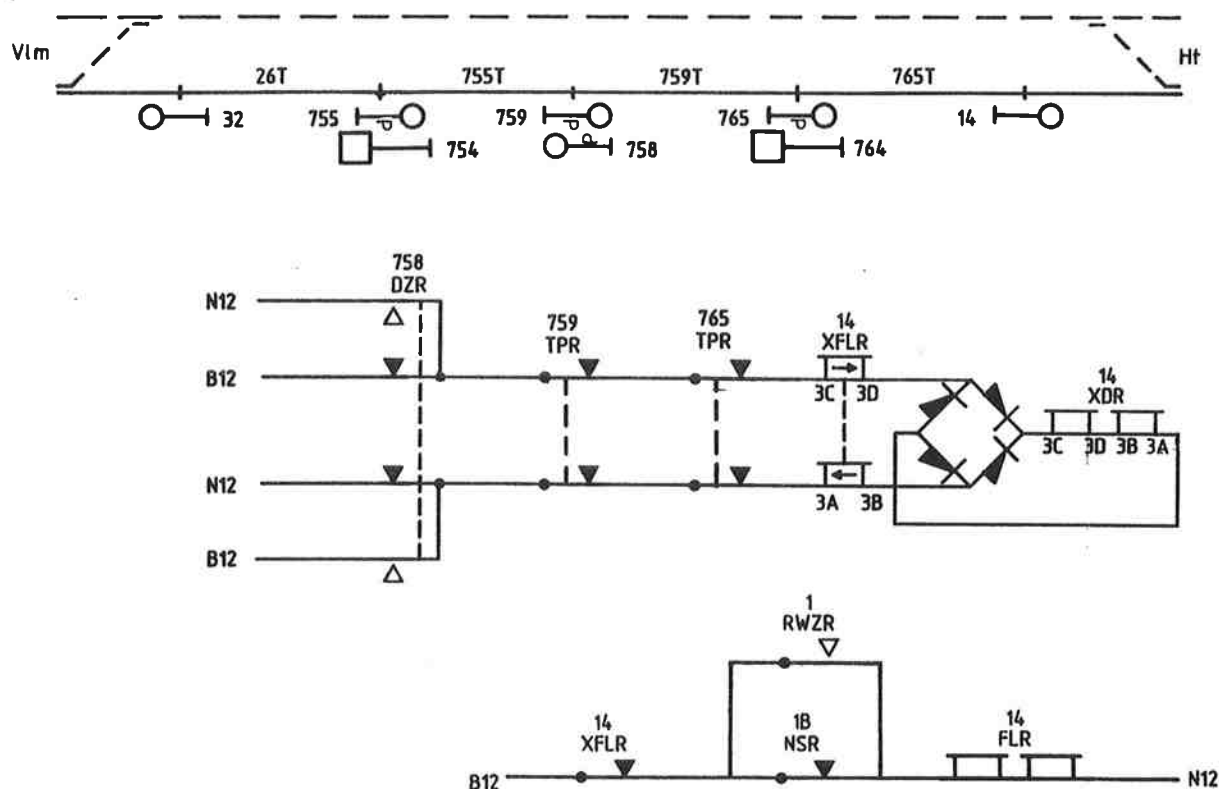 Vlm
Ht
26T 755T 759T 765T
32 755 759 765 14
754 758 764
758
DZR
N12
B12
N12
B12
759
TPR
765
TPR
14
XFLR
3C 3D
3A 3B
14
XDR
3C 3D 3B 3A
1
RWZR
14
XFLR
1B
NSR
14
FLR
B12
N12